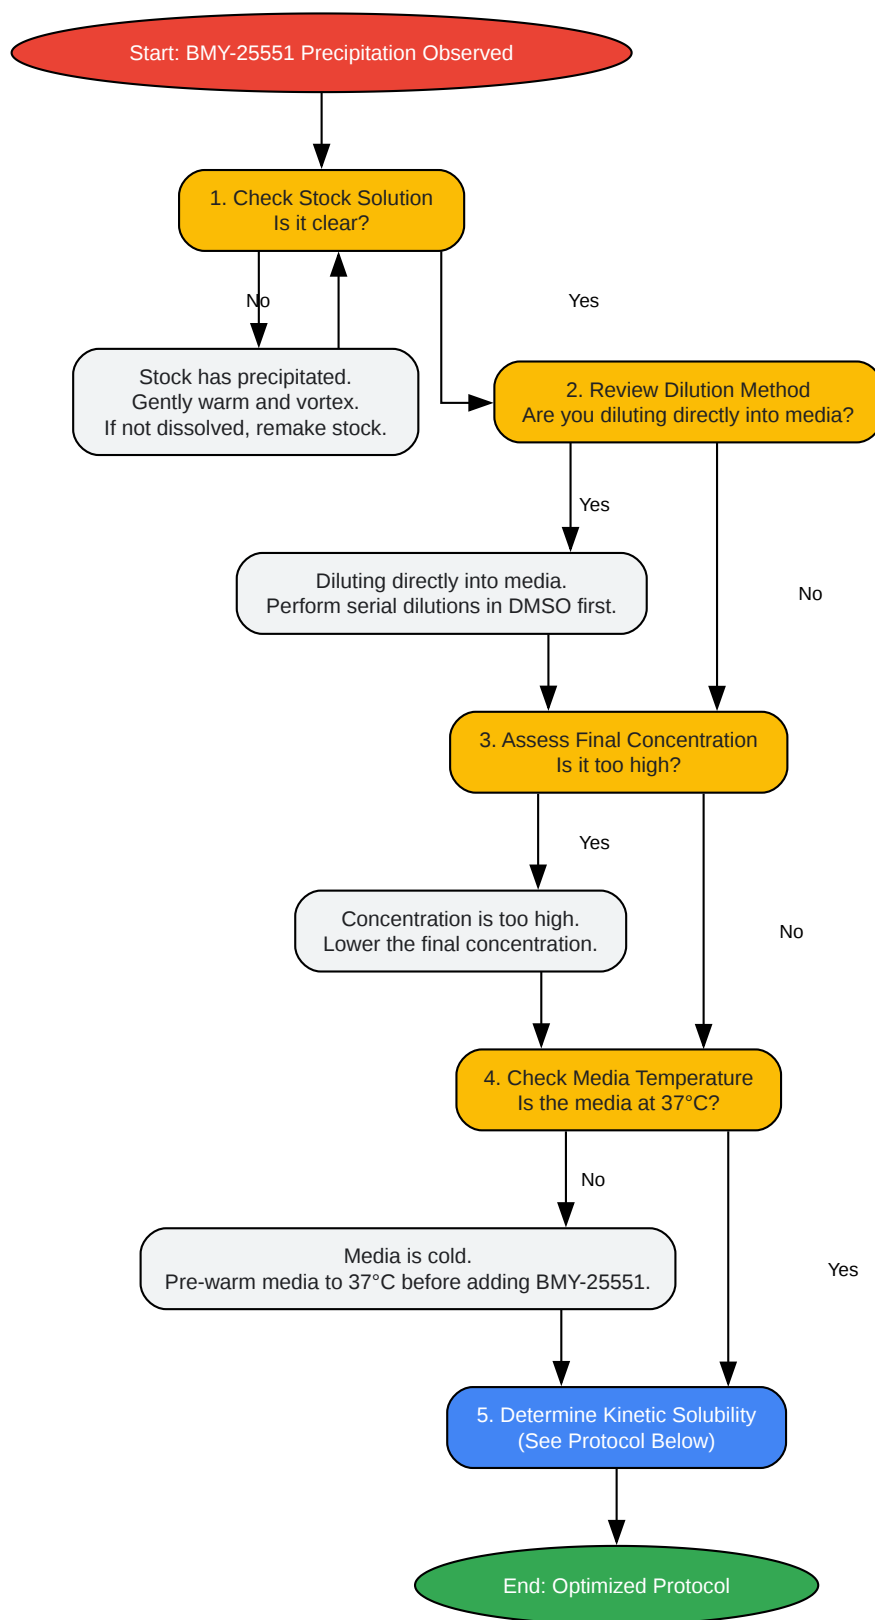 Start: BMY-25551 Precipitation Observed
1. Check Stock Solution
Is it clear?
No
Yes
Stock has precipitated.
Gently warm and vortex.
If not dissolved, remake stock.
2. Review Dilution Method
Are you diluting directly into media?
Yes
Diluting directly into media.
Perform serial dilutions in DMSO first.
No
3. Assess Final Concentration
Is it too high?
Yes
Concentration is too high.
Lower the final concentration.
No
4. Check Media Temperature
Is the media at 37°C?
No
Media is cold.
Pre-warm media to 37°C before adding BMY-25551.
Yes
5. Determine Kinetic Solubility
(See Protocol Below)
End: Optimized Protocol